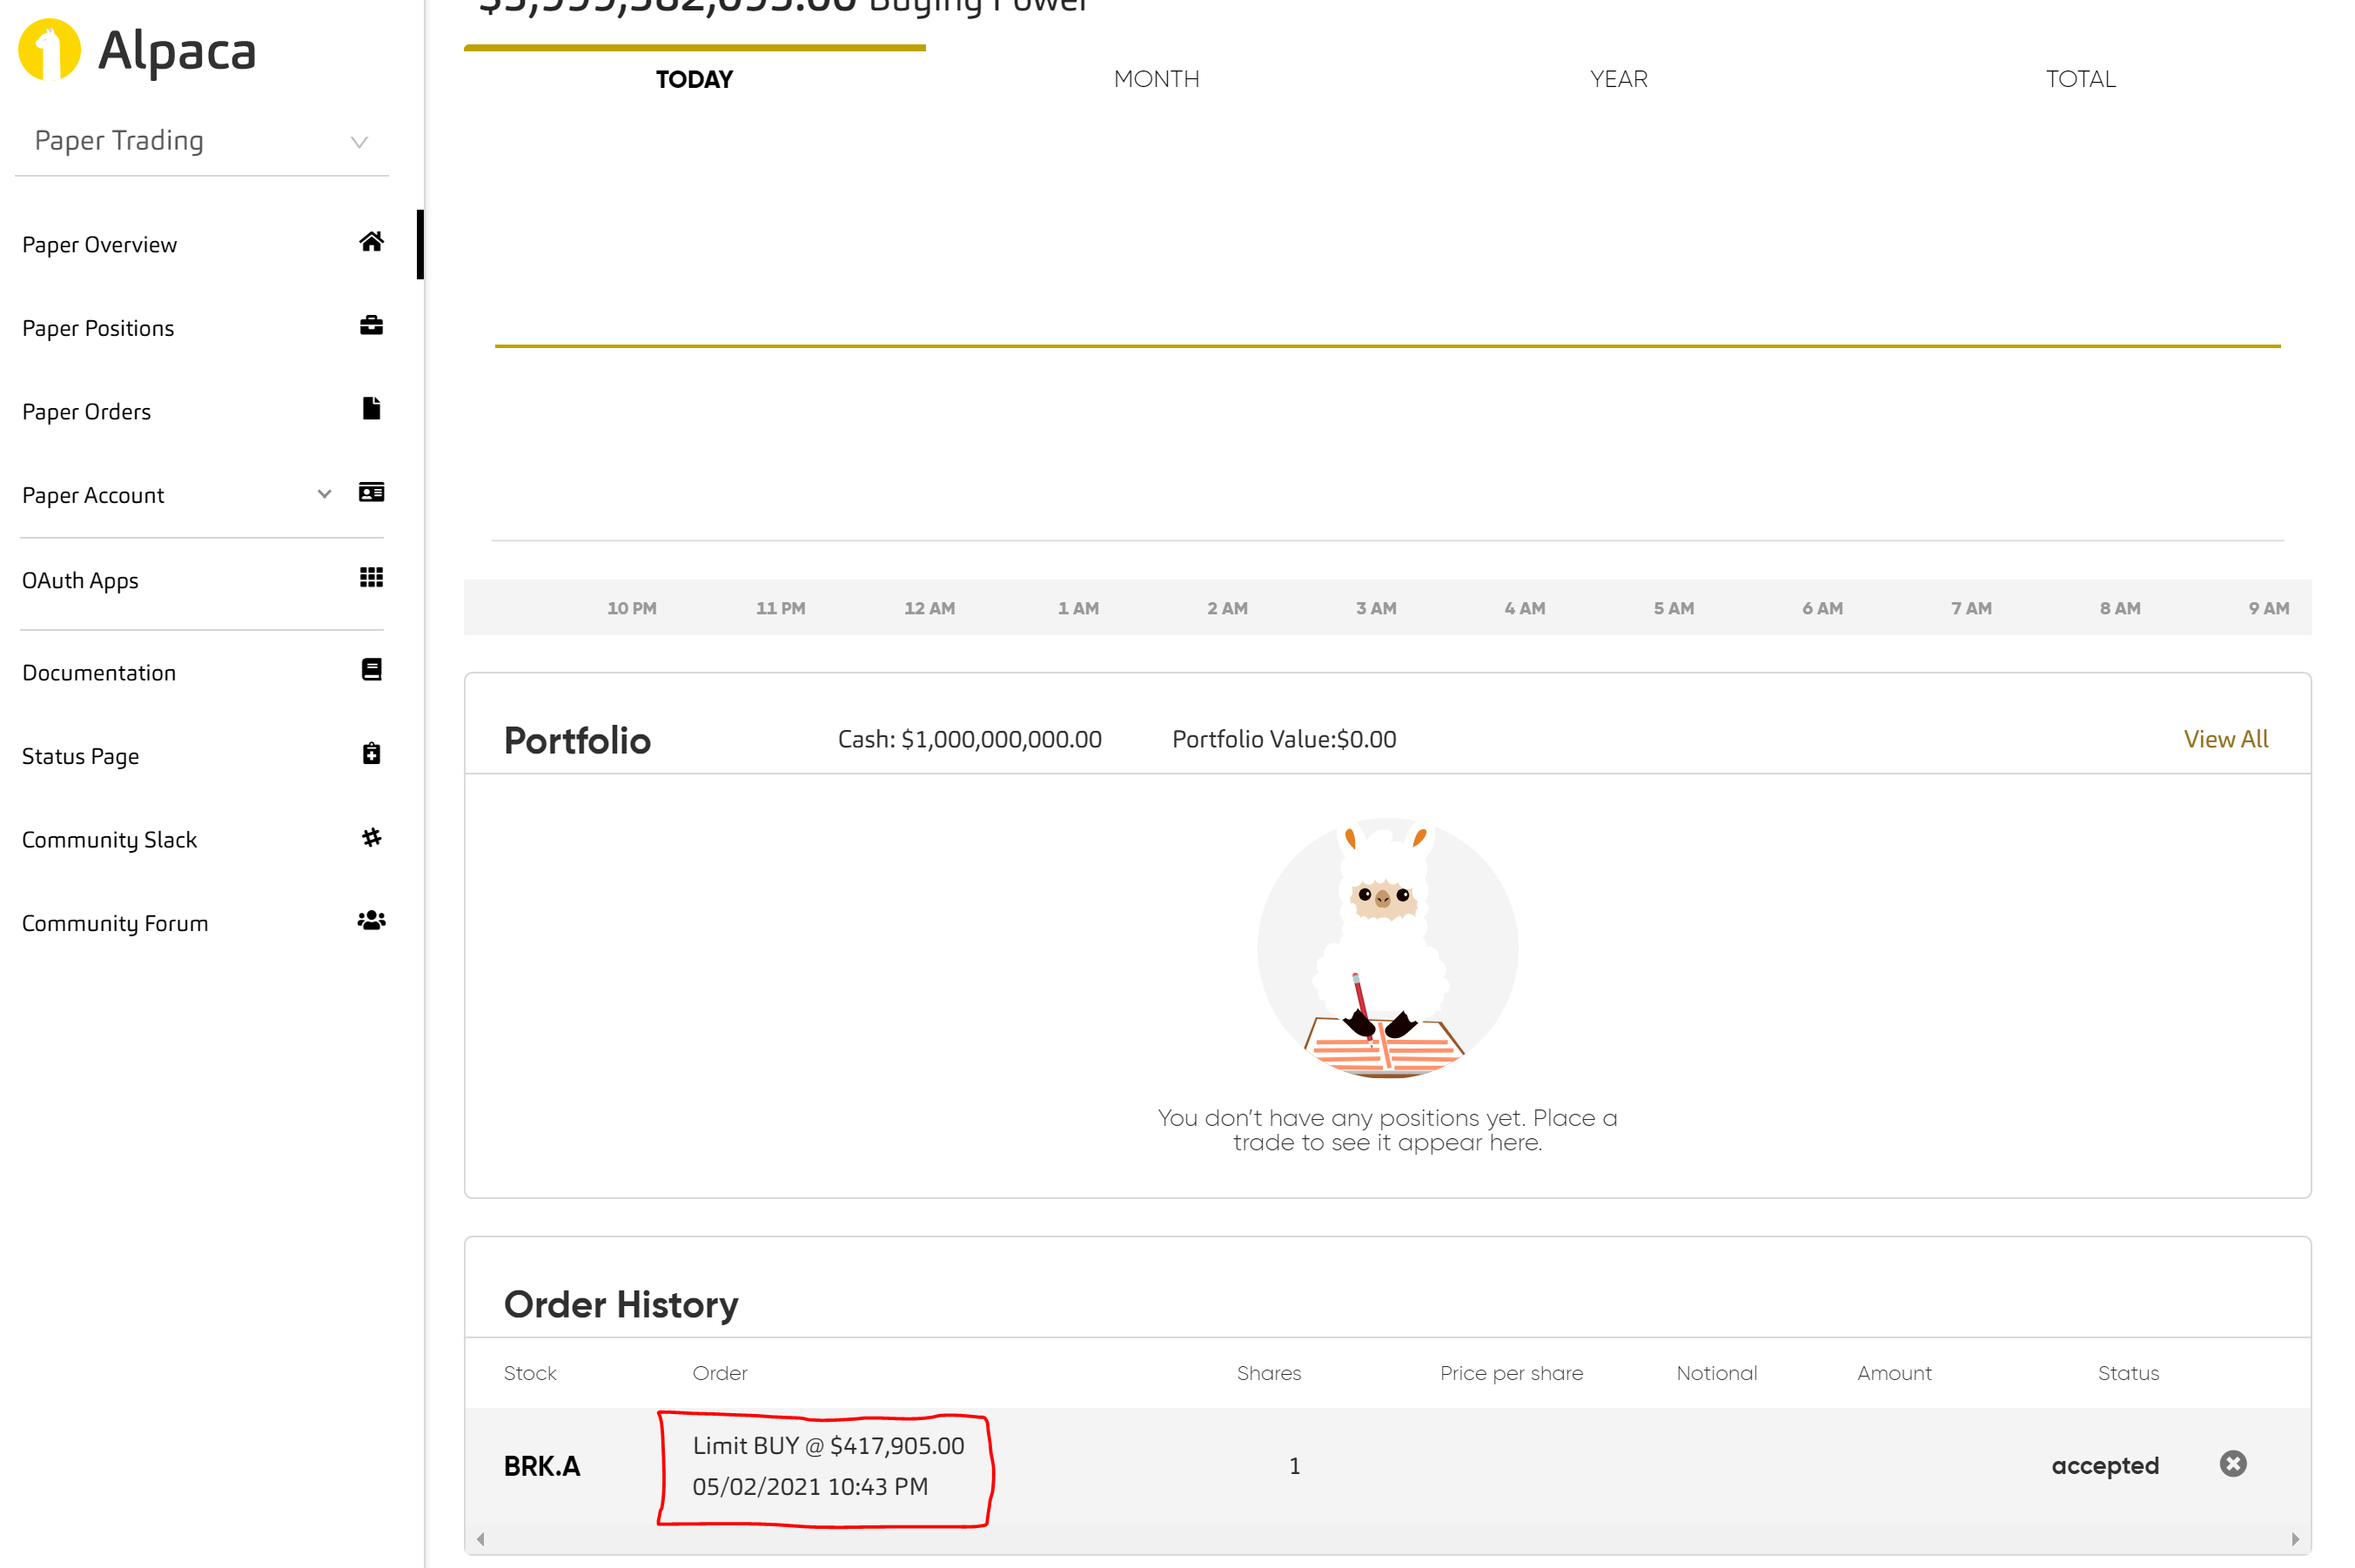 Alpaca
Paper Trading
Paper Overview
Paper Positions
Paper Orders
Paper Account
OAuth Apps
Documentation
Status Page
Community Slack
Community Forum
Buying Power
TODAY MONTH YEAR TOTAL
10 PM 11 PM 12 AM 1 AM 2 AM 3 AM 4 AM 5 AM 6 AM 7 AM 8 AM 9 AM
Portfolio Cash: $1,000,000,000.00 Portfolio Value:$0.00 View All
You don’t have any positions yet. Place a
trade to see it appear here.
Order History
Stock Order Shares Price per share Notional Amount Status
BRK.A Limit BUY @ $417,905.00 1 accepted
05/02/2021 10:43 PM